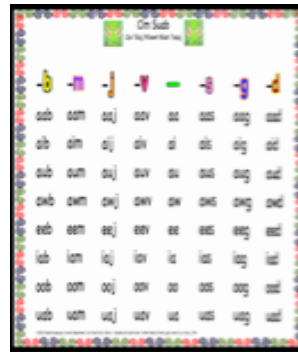 Cim Suab
-b -m -j -v - -s -g -d
aab aam aaj aav aa aas aag aad
aib aim aij aiv ai ais aig aid
aub aum auj auv au aus aug aud
awb awm awj awv aw aws awg awd
eeb eem eej eev ee ees eeg eed
iab iam iaj iav ia ias iag iad
oob oom ooj oov oo oos oog ood
uab uam uaj uav ua uas uag uad